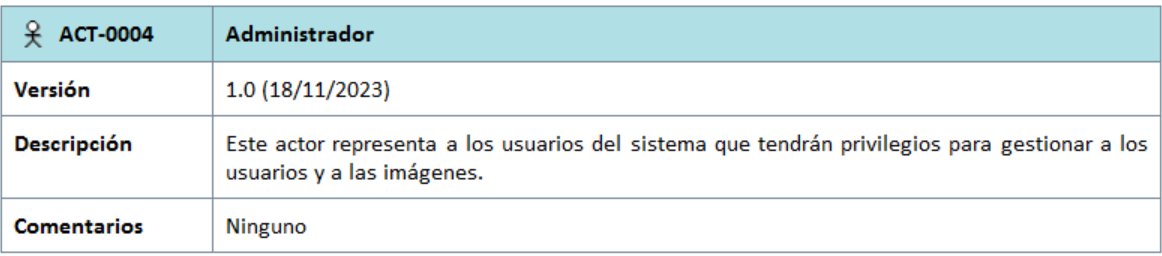 ACT-0004 Administrador
Versión 1.0 (18/11/2023)
Descripción Este actor representa a los usuarios del sistema que tendrán privilegios para gestionar a los
usuarios y a las imágenes.
Comentarios Ninguno